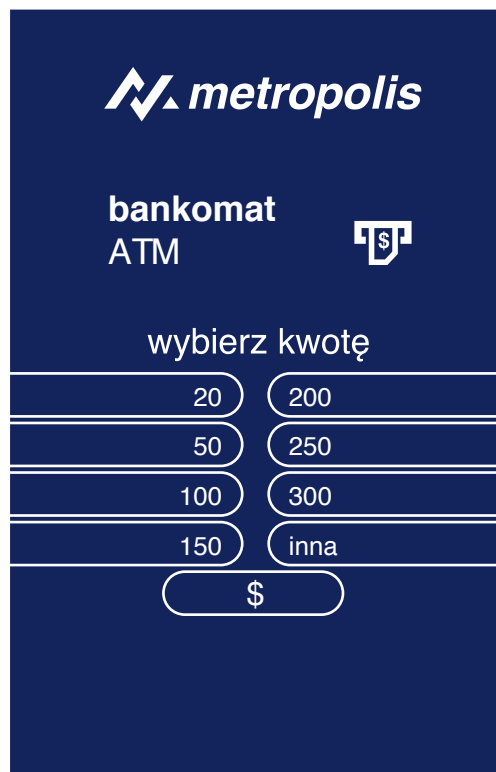 metropolis
bankomat
ATM
$
wybierz kwotę
20 200
50 250
100 300
150 inna
$